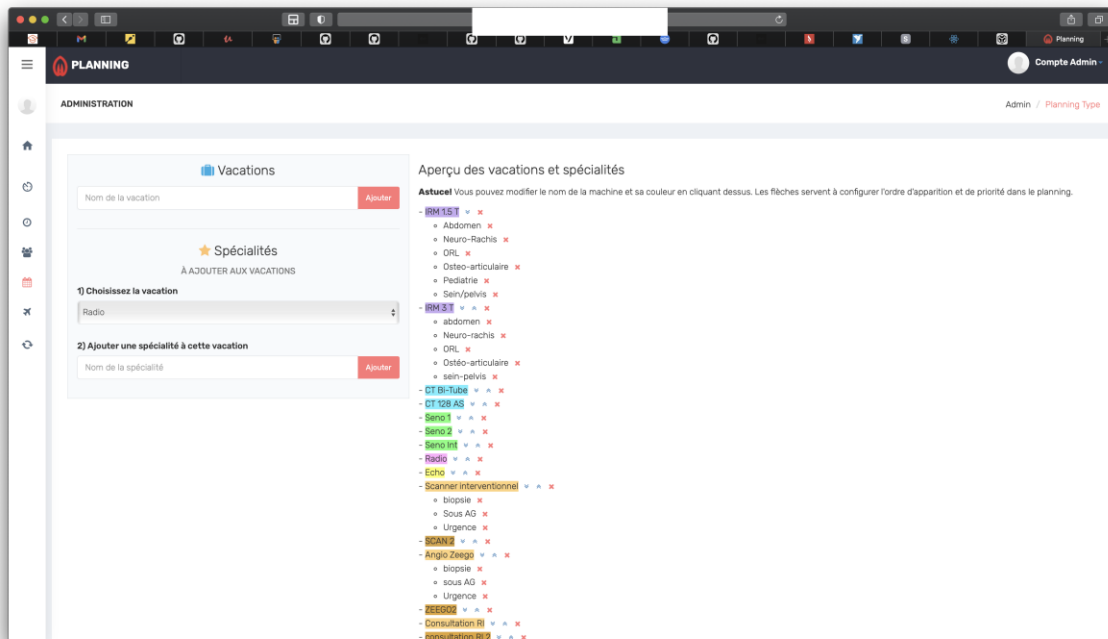 PLANNING
Planning
Compte Admin
ADMINISTRATION
Admin / Planning Type
Vacations
Nom de la vacation
Ajouter
Spécialités
À AJOUTER AUX VACATIONS
1) Choisissez la vacation
Radio
2) Ajouter une spécialité à cette vacation
Nom de la spécialité
Ajouter
Aperçu des vacations et spécialités
Astuce! Vous pouvez modifier le nom de la machine et sa couleur en cliquant dessus. Les flèches servent à configurer l'ordre d'apparition et de priorité dans le planning.
- IRM 1.5 T
Abdomen
Neuro-Rachis
ORL
Osteo-articulaire
Pediatrie
Sein/pelvis
- IRM 3 T
abdomen
Neuro-rachis
ORL
Ostéo-articulaire
sein-pelvis
- CT Bi-Tube
- CT 128 AS
- Seno 1
- Seno 2
- Seno Int
- Radio
- Echo
- Scanner interventionnel
biopsie
Sous AG
Urgence
- SCAN 2
- Angio Zeego
biopsie
sous AG
Urgence
- ZEEGO2
- Consultation RI
- consultation RI 2